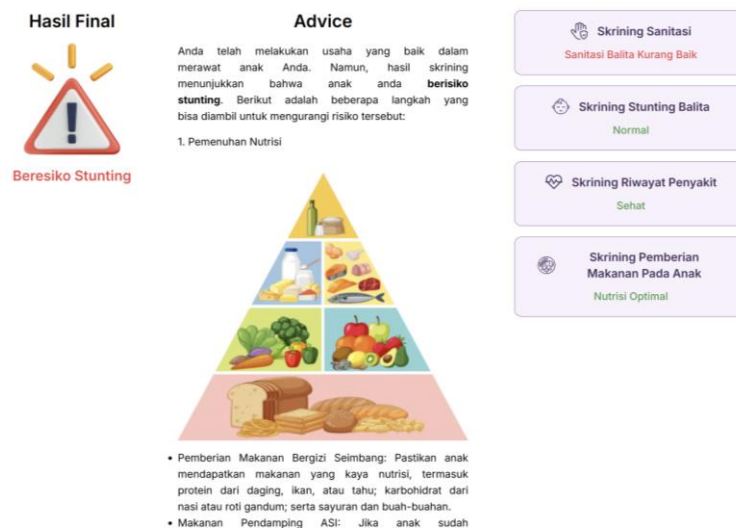 Hasil Final
Beresiko Stunting
Advice
Anda telah melakukan usaha yang baik dalam
merawat anak Anda. Namun, hasil skrining
menunjukkan bahwa anak anda berisiko
stunting. Berikut adalah beberapa langkah yang
bisa diambil untuk mengurangi risiko tersebut:
1. Pemenuhan Nutrisi
• Pemberian Makanan Bergizi Seimbang: Pastikan anak
mendapatkan makanan yang kaya nutrisi, termasuk
protein dari daging, ikan, atau tahu; karbohidrat dari
nasi atau roti gandum; serta sayuran dan buah-buahan.
• Makanan Pendamping ASI: Jika anak sudah
Skrining Sanitasi
Sanitasi Balita Kurang Baik
Skrining Stunting Balita
Normal
Skrining Riwayat Penyakit
Sehat
Skrining Pemberian
Makanan Pada Anak
Nutrisi Optimal